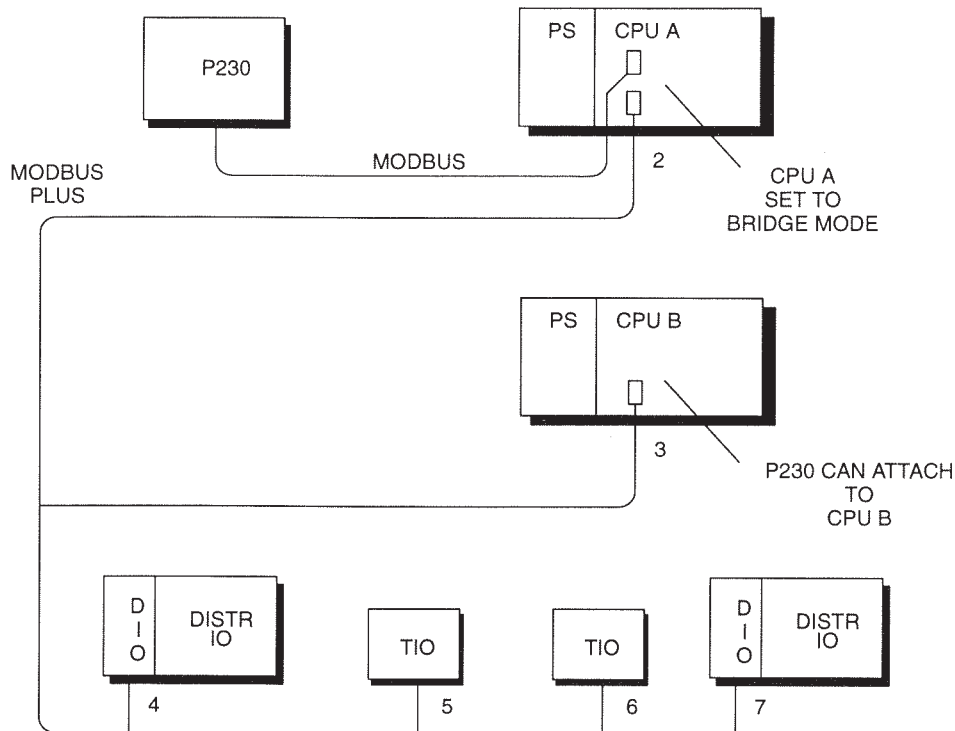 P230
PS
CPU A
MODBUS
2
MODBUS
PLUS
CPU A
SET TO
BRIDGE MODE
PS
CPU B
3
P230 CAN ATTACH
TO
CPU B
D
I
O
DISTR
IO
4
TIO
5
TIO
6
D
I
O
DISTR
IO
7